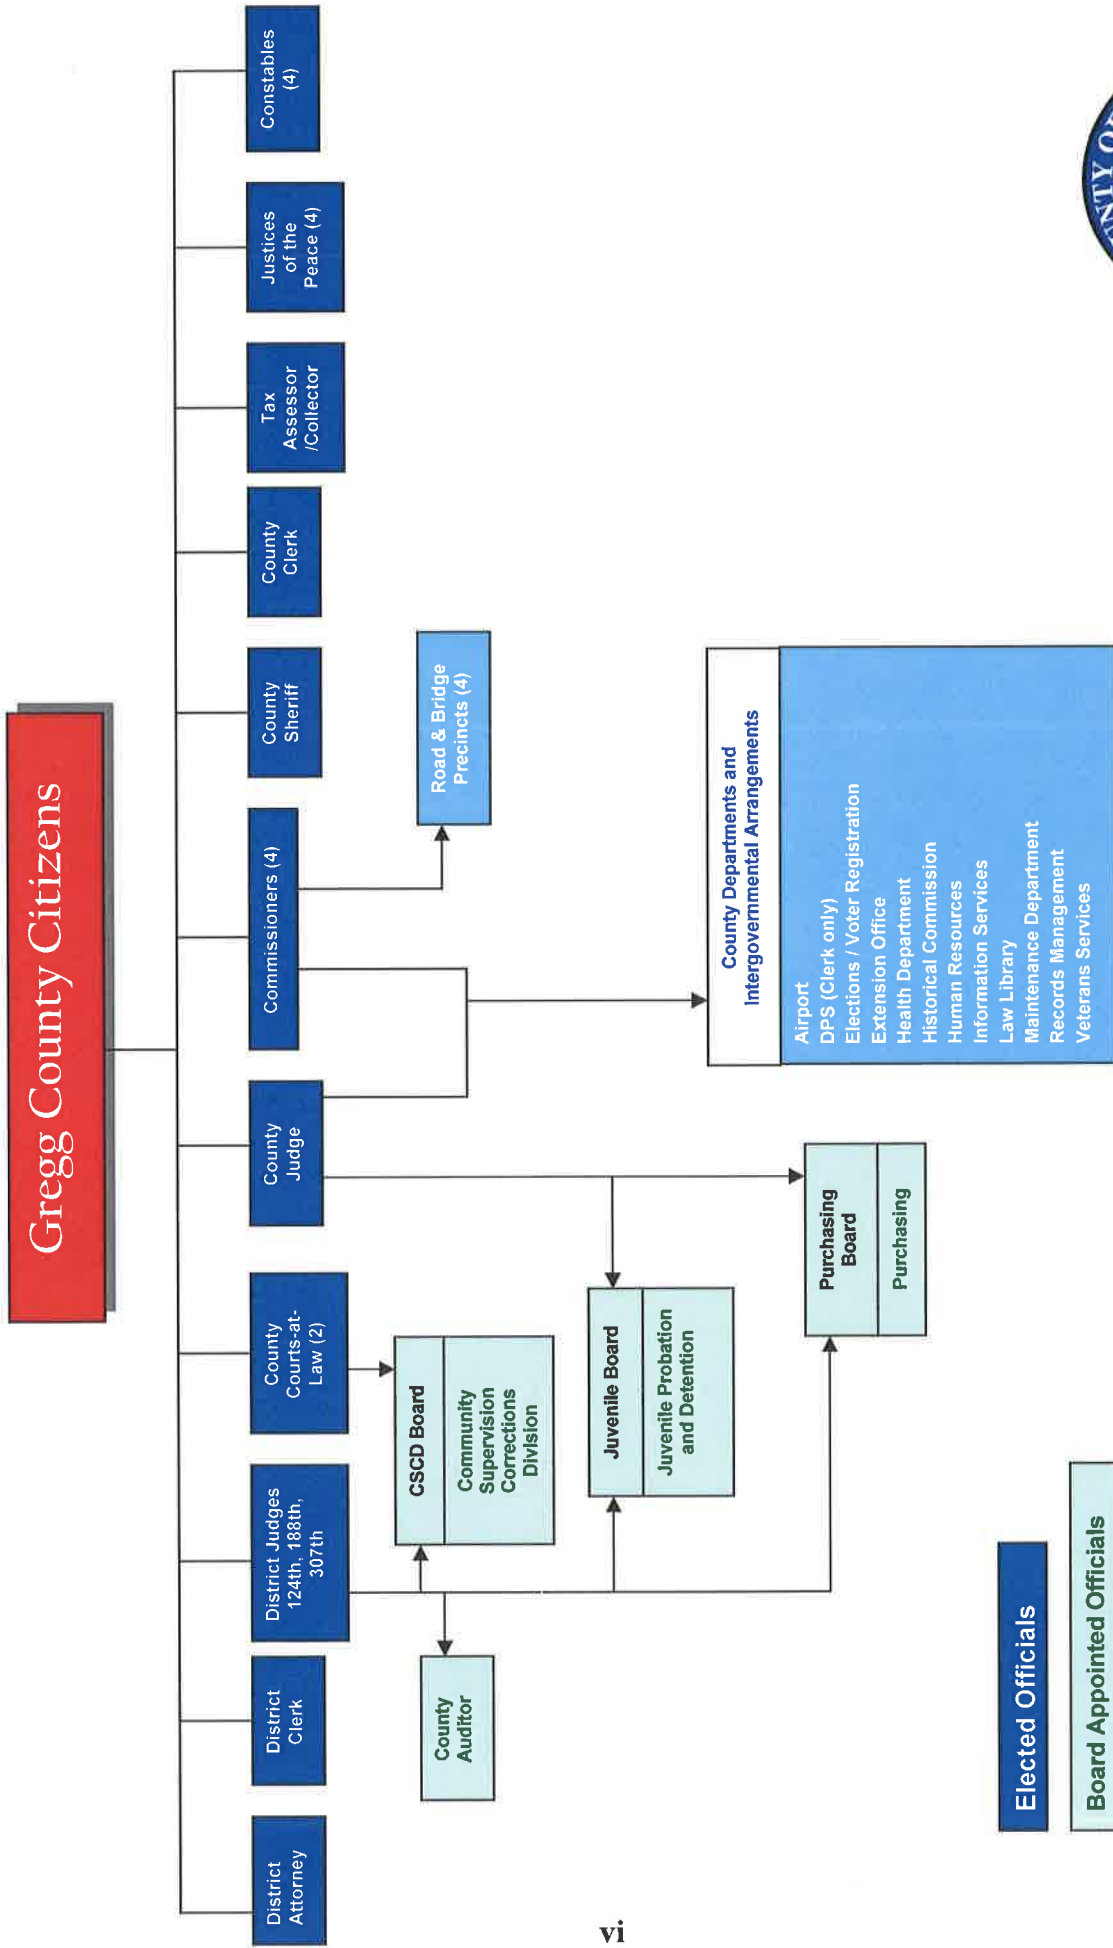 Gregg County Citizens
District
Attorney
District
Clerk
District Judges
124th, 188th,
307th
County
Courts-at-
Law (2)
County
Judge
Commissioners (4)
County
Sheriff
County
Clerk
Tax
Assessor
/Collector
Justices
of the
Peace (4)
Constables
(4)
County
Auditor
CSCD Board
Community
Supervision
Corrections
Division
Road & Bridge
Precincts (4)
Juvenile Board
Juvenile Probation
and Detention
Purchasing
Board
Purchasing
County Departments and
Intergovernmental Arrangements
Airport
DPS (Clerk only)
Elections / Voter Registration
Extension Office
Health Department
Historical Commission
Human Resources
Information Services
Law Library
Maintenance Department
Records Management
Veterans Services
Elected Officials
Board Appointed Officials
vi